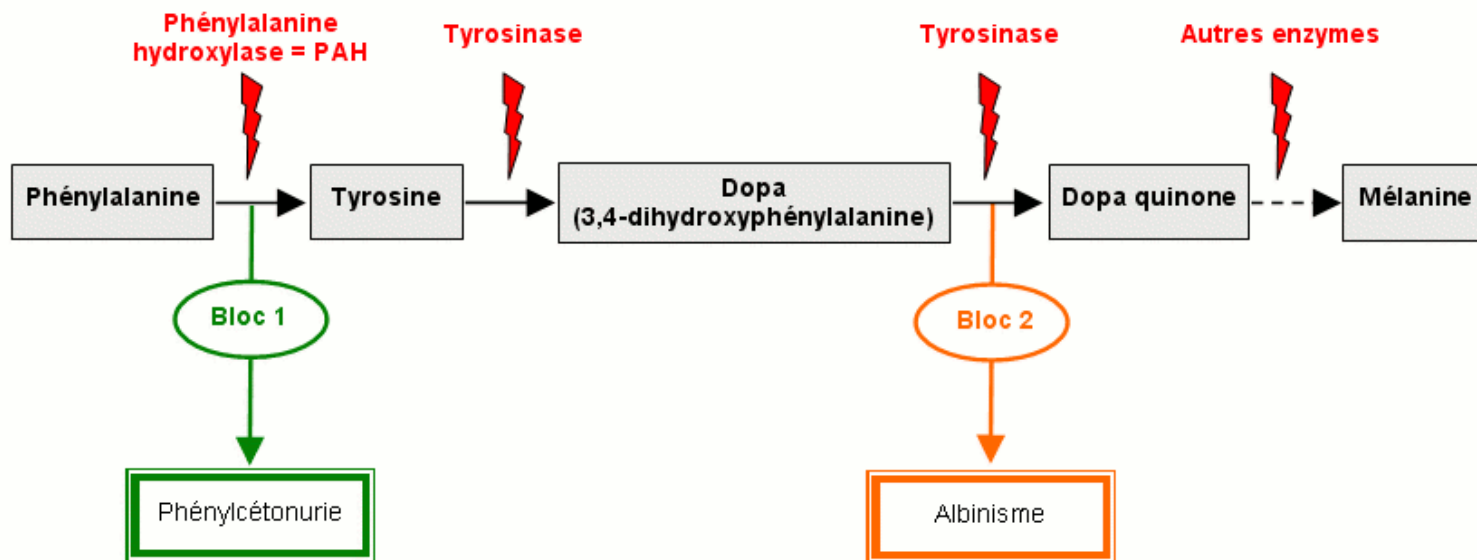 Phénylalanine
hydroxylase = PAH
Tyrosinase
Tyrosinase
Autres enzymes
Phénylalanine
Tyrosine
Dopa
(3,4-dihydroxyphénylalanine)
Dopa quinone
Mélanine
Bloc 1
Bloc 2
Phénylcétonurie
Albinisme